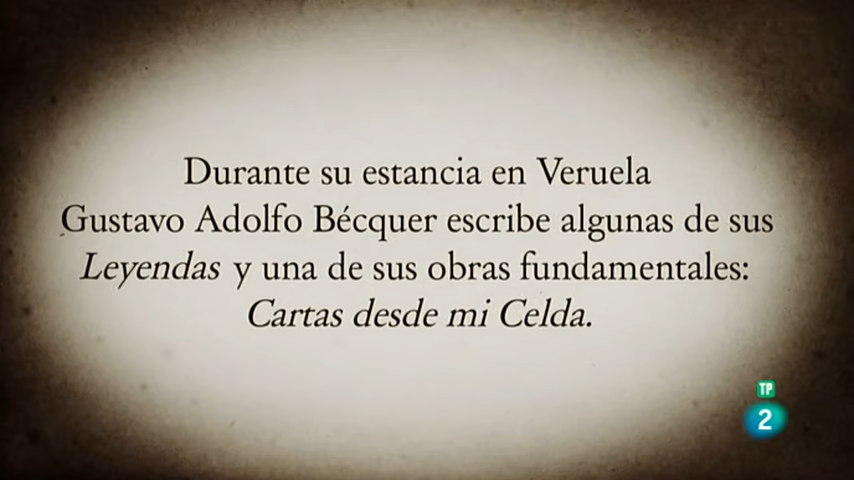 Durante su estancia en Veruela
Gustavo Adolfo Bécquer escribe algunas de sus
Leyendas y una de sus obras fundamentales:
Cartas desde mi Celda.
TP
2